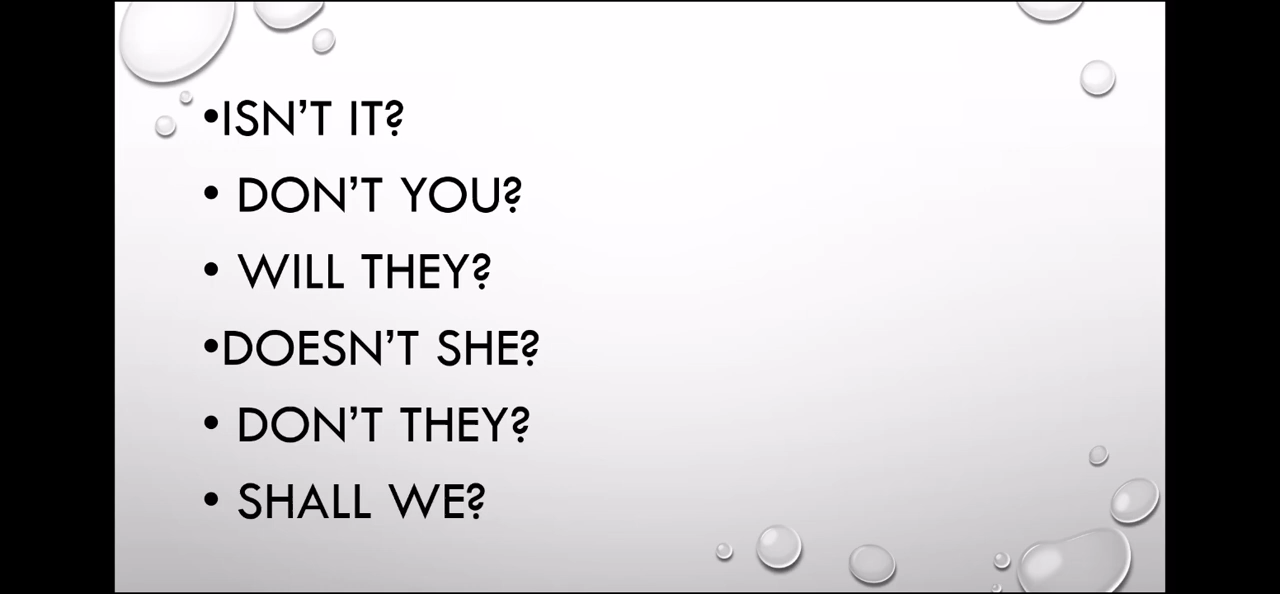 •ISN’T IT?
• DON’T YOU?
• WILL THEY?
•DOESN’T SHE?
• DON’T THEY?
• SHALL WE?